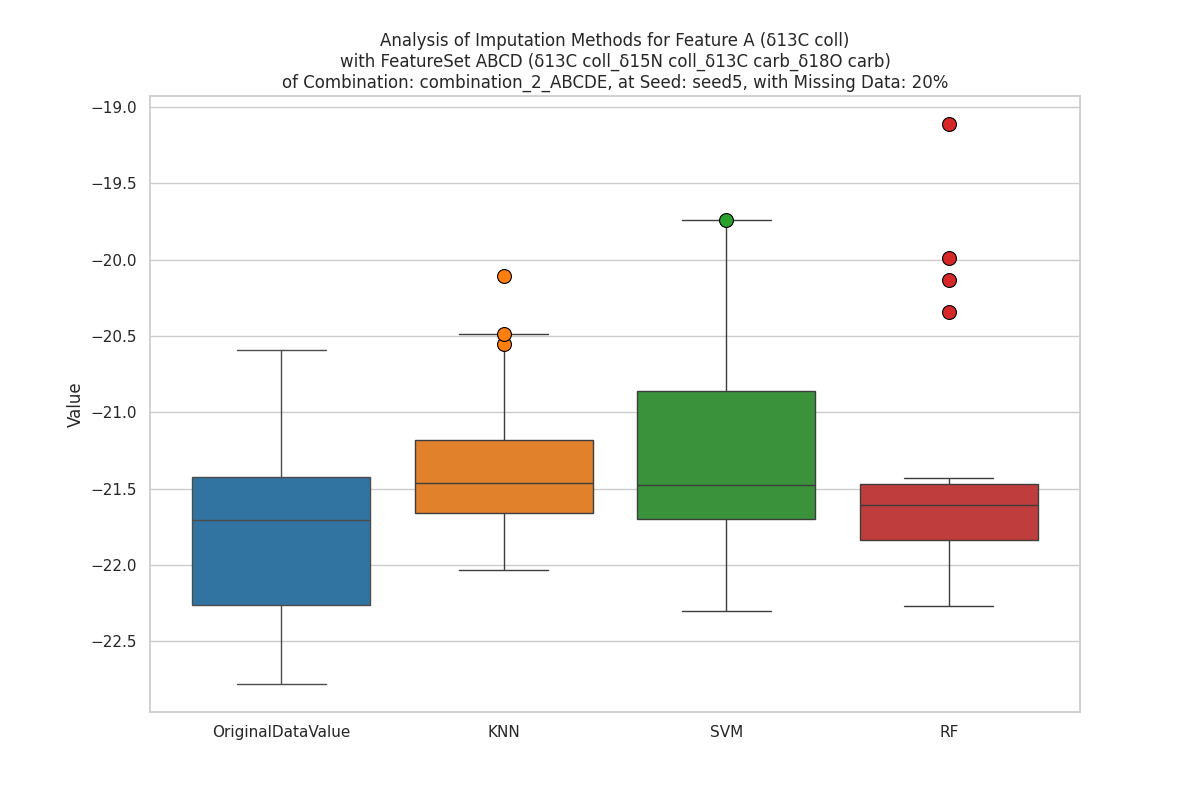 Analysis of Imputation Methods for Feature A (δ13C coll)
with FeatureSet ABCD (δ13C coll_δ15N coll_δ13C carb_δ18O carb)
of Combination: combination_2_ABCDE, at Seed: seed5, with Missing Data: 20%
−19.0
−19.5
−20.0
−20.5
−21.0
−21.5
−22.0
−22.5
Value
OriginalDataValue
KNN
SVM
RF